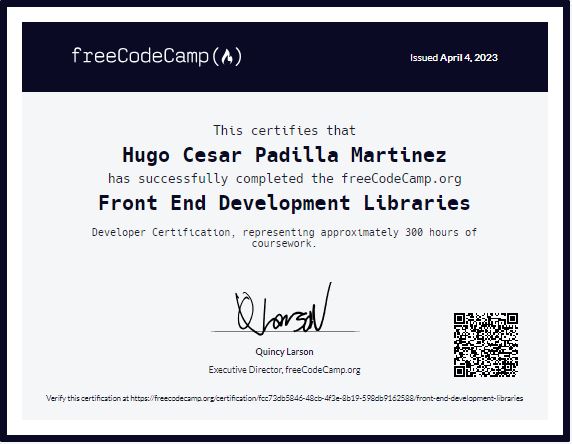 freeCodeCamp
Issued April 4, 2023
This certifies that
Hugo Cesar Padilla Martinez
has successfully completed the freeCodeCamp.org
Front End Development Libraries
Developer Certification, representing approximately 300 hours of
coursework.
Q Larson
Quincy Larson
Executive Director, freeCodeCamp.org
Verify this certification at https://freecodecamp.org/certification/fcc73db5846-48cb-4f3e-8b19-598db9162588/front-end-development-libraries